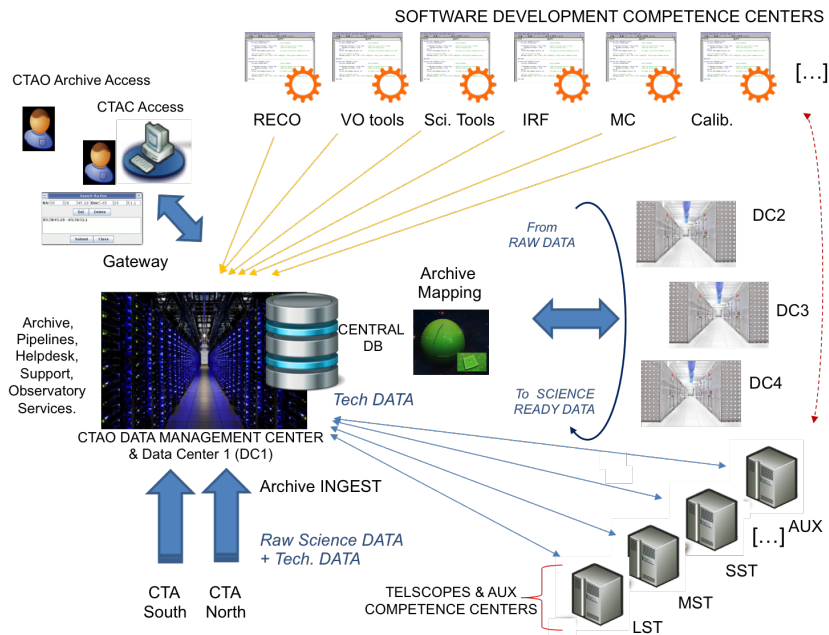 SOFTWARE DEVELOPMENT COMPETENCE CENTERS
CTAO Archive Access
CTAC Access
[...]
RECO
VO tools
Sci. Tools
IRF
MC
Calib.
Submit
Close
Gateway
From
RAW DATA
DC2
Archive
Mapping
DC3
Archive,
Pipelines,
Helpdesk,
Support,
Observatory
Services.
CENTRAL
DB
DC4
Tech DATA
To SCIENCE
READY DATA
CTAO DATA MANAGEMENT CENTER
& Data Center 1 (DC1)
Archive INGEST
Raw Science DATA
+ Tech. DATA
CTA
South
CTA
North
TELSCOPES & AUX
COMPETENCE CENTERS
AUX
[...]
SST
MST
LST